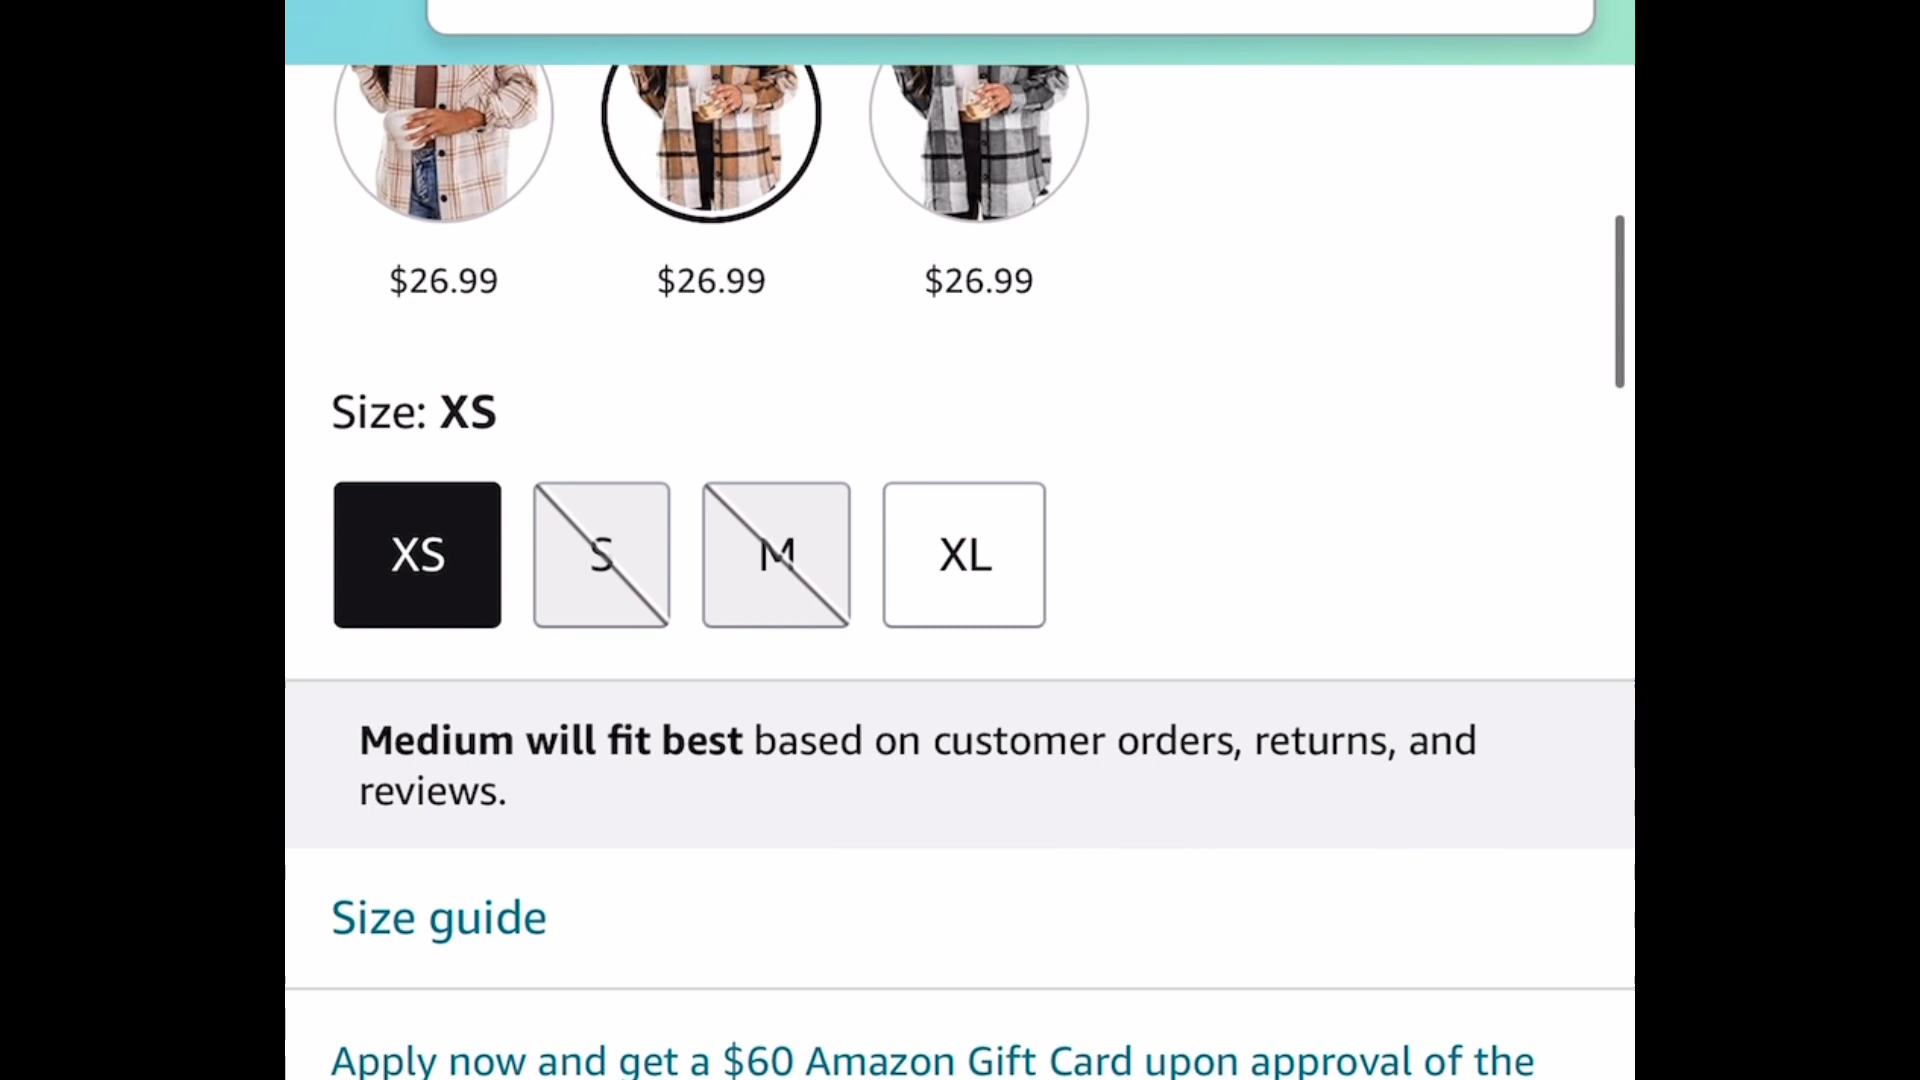 $26.99 $26.99 $26.99
Size: XS
XS S M XL
Medium will fit best based on customer orders, returns, and
reviews.
Size guide
Apply now and get a $60 Amazon Gift Card upon approval of the